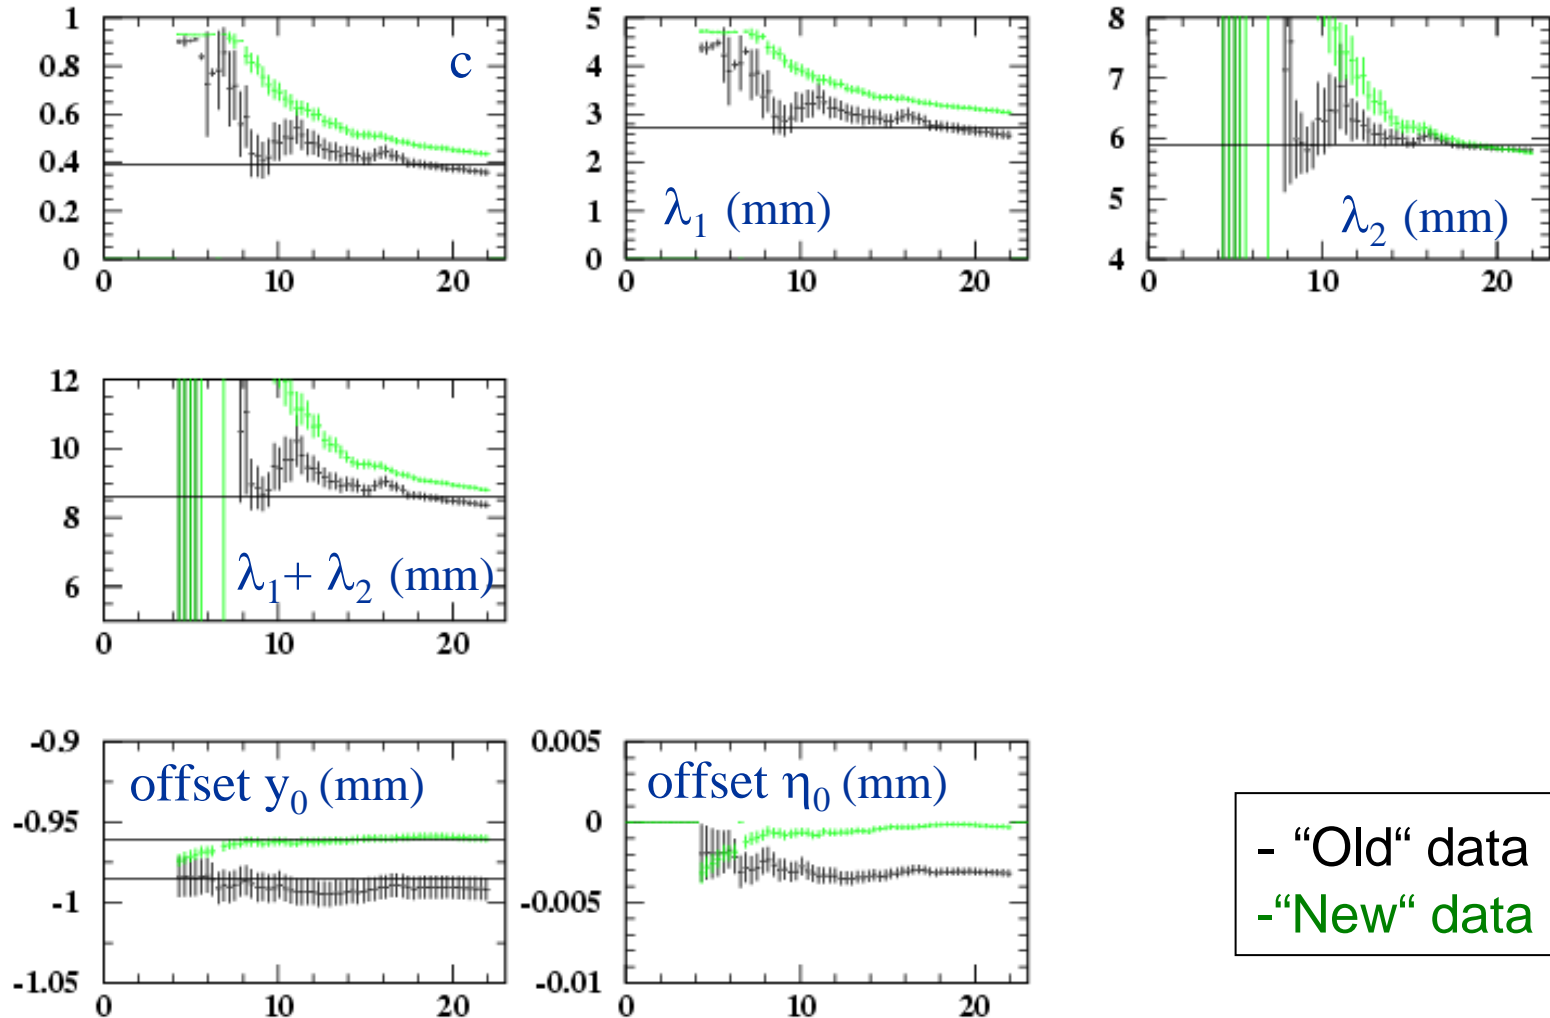 1
0.8
0.6
0.4
0.2
0
0 10 20
c
5
4
3
2
1
0
0 10 20
λ1 (mm)
8
7
6
5
4
0 10 20
λ2 (mm)
12
10
8
6
0 10 20
λ1+ λ2 (mm)
-0.9
-0.95
-1
-1.05
0 10 20
offset y0 (mm)
0.005
0
-0.005
-0.01
0 10 20
offset η0 (mm)
- “Old“ data
-“New“ data